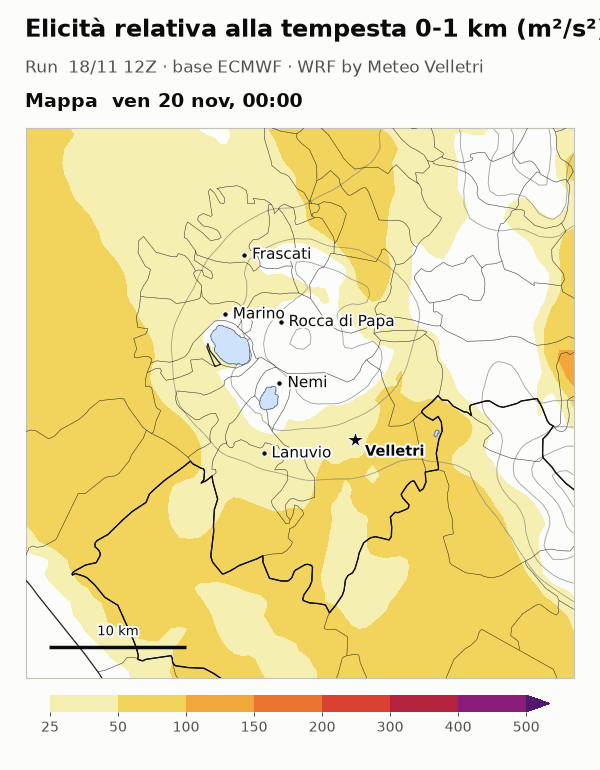 Elicità relativa alla tempesta 0-1 km (m²/s²)
Run 18/11 12Z · base ECMWF · WRF by Meteo Velletri
Mappa ven 20 nov, 00:00
Frascati
Marino
Rocca di Papa
Nemi
Velletri
Lanuvio
10 km
25 50 100 150 200 300 400 500